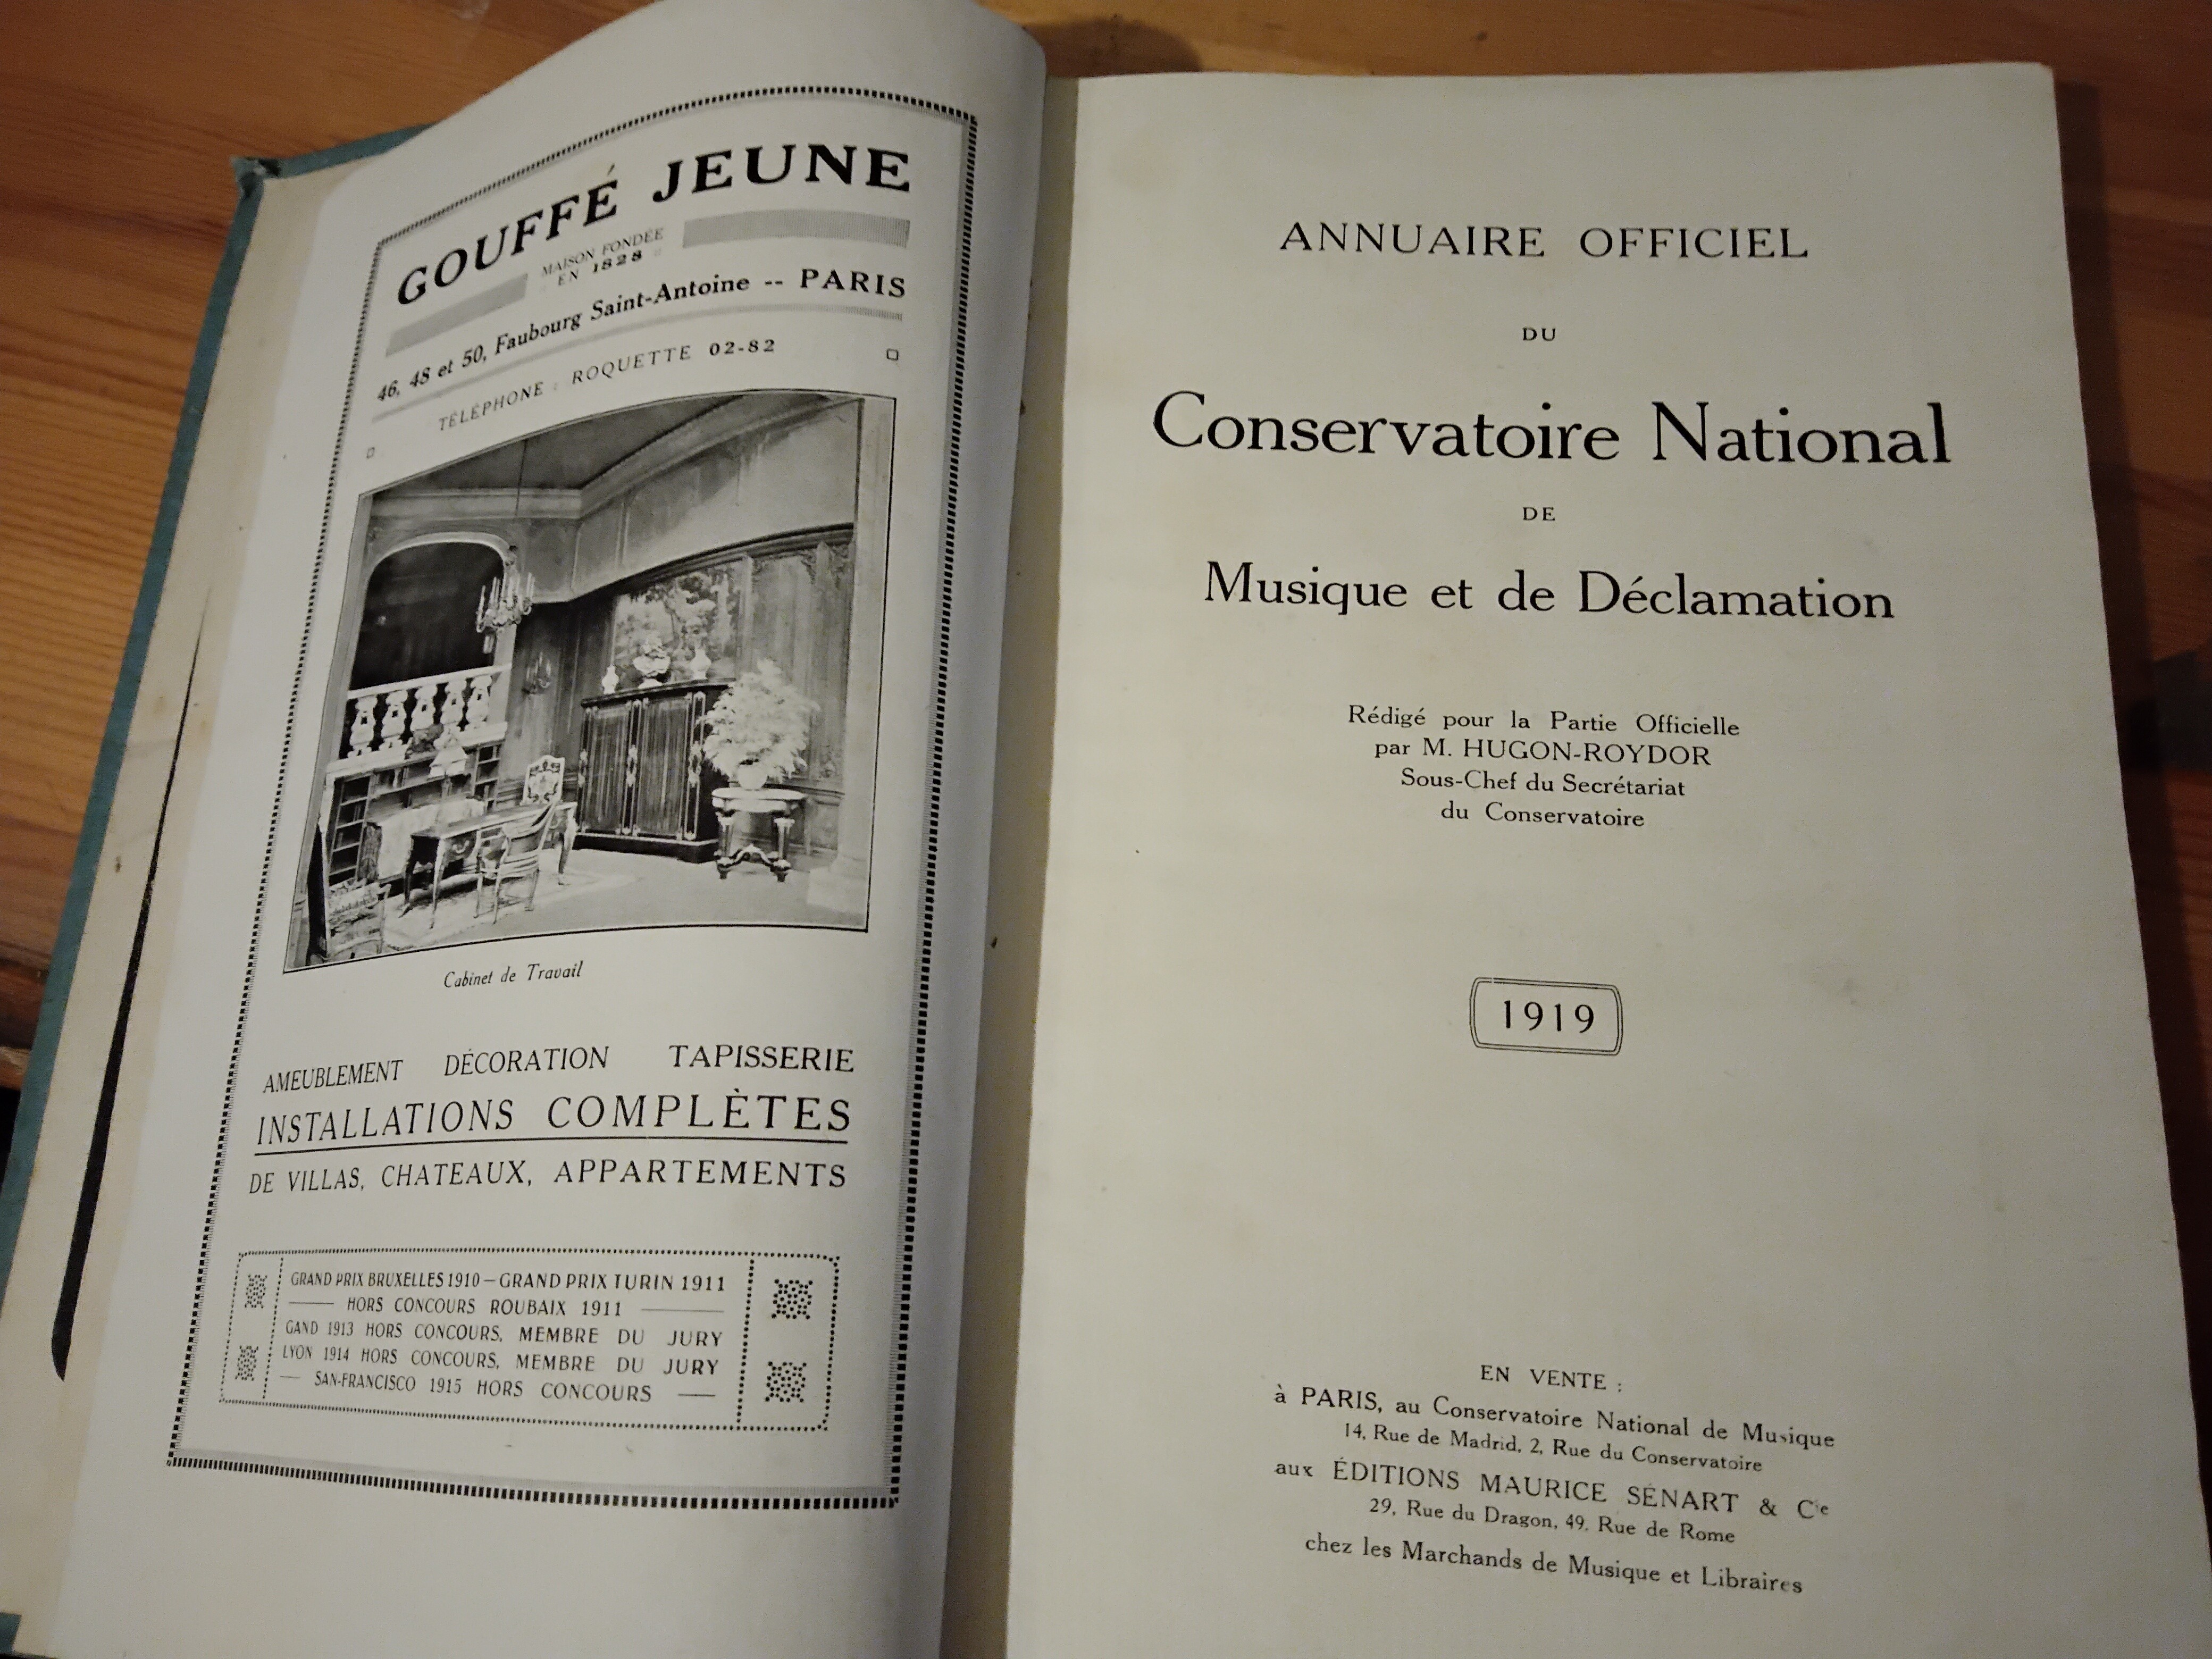 GOUFFÉ JEUNE
MAISON FONDÉE
EN 1828
46, 48 et 50, Faubourg Saint-Antoine -- PARIS
TÉLÉPHONE : ROQUETTE 02-82
Cabinet de Travail
AMEUBLEMENT DÉCORATION TAPISSERIE
INSTALLATIONS COMPLÈTES
DE VILLAS, CHATEAUX, APPARTEMENTS
GRAND PRIX BRUXELLES 1910 — GRAND PRIX TURIN 1911
HORS CONCOURS ROUBAIX 1911
GAND 1913 HORS CONCOURS, MEMBRE DU JURY
LYON 1914 HORS CONCOURS, MEMBRE DU JURY
SAN-FRANCISCO 1915 HORS CONCOURS
ANNUAIRE OFFICIEL
DU
Conservatoire National
DE
Musique et de Déclamation
Rédigé pour la Partie Officielle
par M. HUGON-ROYDOR
Sous-Chef du Secrétariat
du Conservatoire
1919
EN VENTE :
à PARIS, au Conservatoire National de Musique
14, Rue de Madrid, 2, Rue du Conservatoire
aux ÉDITIONS MAURICE SÉNART & Cie
29, Rue du Dragon, 49, Rue de Rome
chez les Marchands de Musique et Libraires